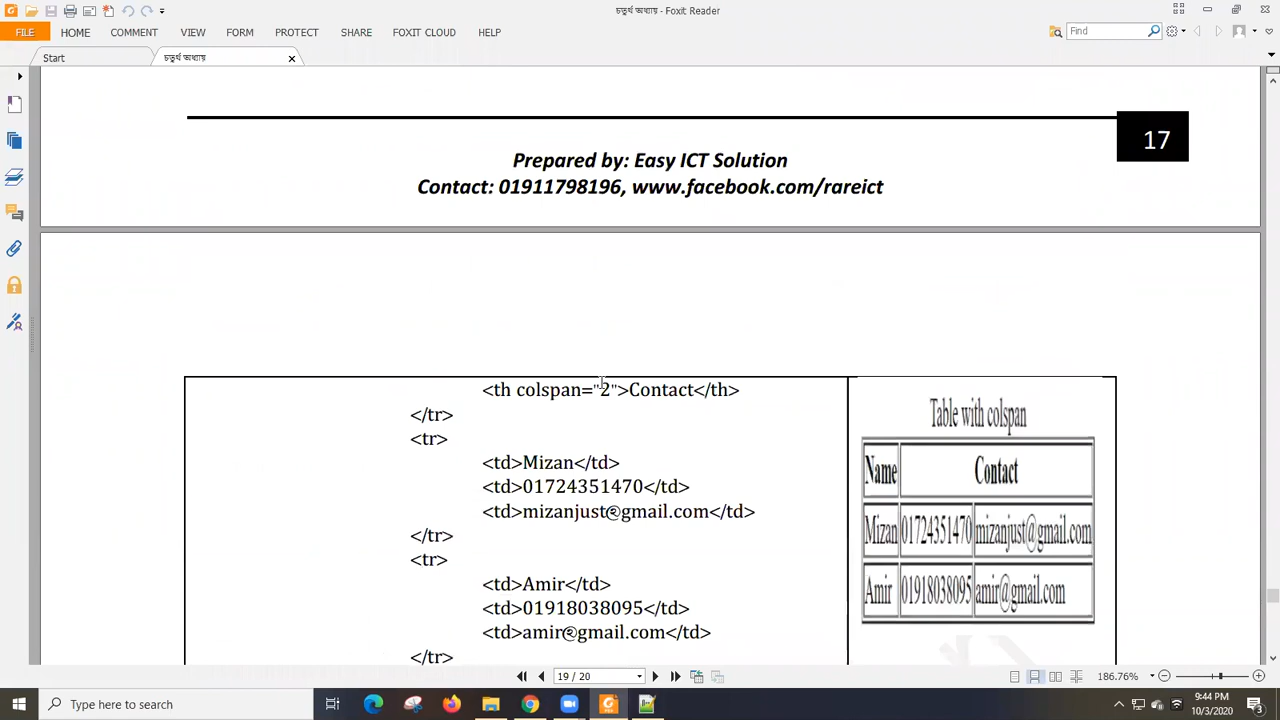 চতুর্থ অধ্যায় - Foxit Reader
FILE HOME COMMENT VIEW FORM PROTECT SHARE FOXIT CLOUD HELP
Find
Start চতুর্থ অধ্যায়
17
Prepared by: Easy ICT Solution
Contact: 01911798196, www.facebook.com/rareict
<th colspan="2">Contact</th>
</tr>
<tr>
<td>Mizan</td>
<td>01724351470</td>
<td>mizanjust@gmail.com</td>
</tr>
<tr>
<td>Amir</td>
<td>01918038095</td>
<td>amir@gmail.com</td>
</tr>
Table with colspan
Name Contact
Mizan 01724351470 mizanjust@gmail.com
Amir 01918038095 amir@gmail.com
19 / 20
186.76%
Type here to search
9:44 PM
10/3/2020